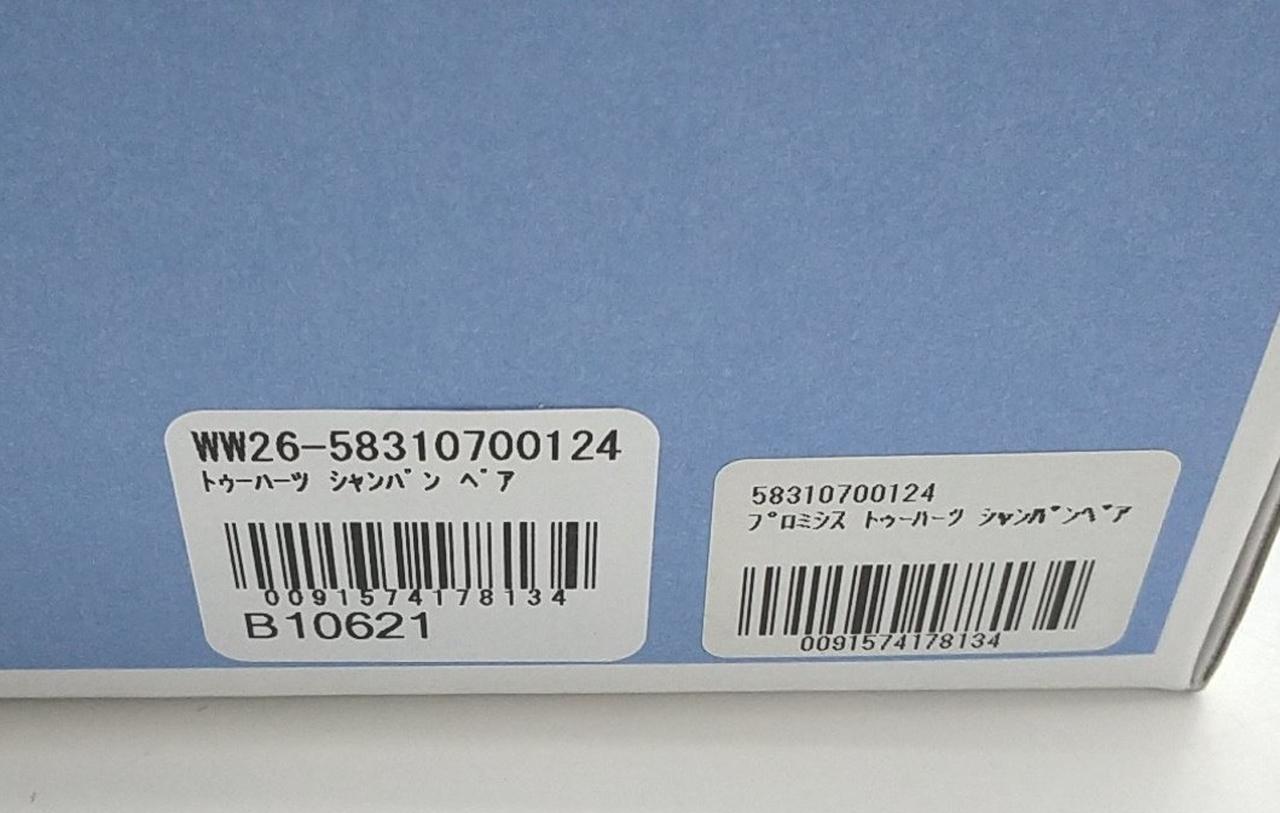 WW26-58310700124
ﾄｩｰﾊｰﾂ ｼｬﾝﾊﾟﾝ ﾍﾟｱ
0091574178134
B10621
58310700124
ﾌﾟﾛﾐｼｽ ﾄｩｰﾊｰﾂ ｼｬﾝﾊﾟﾝﾍﾟｱ
0091574178134